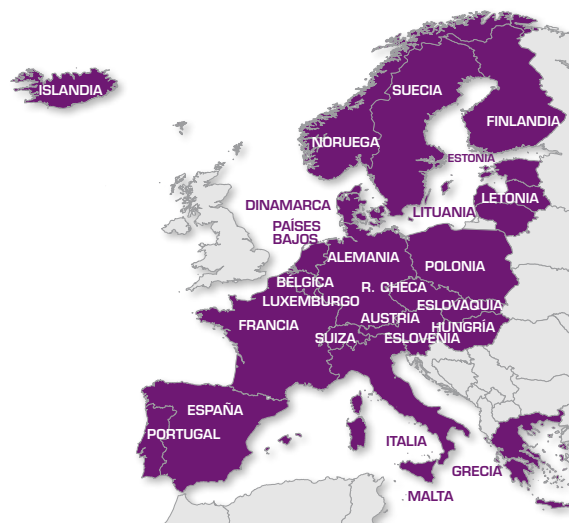 ISLANDIA
SUECIA
FINLANDIA
NORUEGA
ESTONIA
LETONIA
DINAMARCA
LITUANIA
PAÍSES
BAJOS
ALEMANIA
POLONIA
BÉLGICA
R. CHECA
LUXEMBURGO
ESLOVAQUIA
AUSTRIA
FRANCIA
HUNGRÍA
SUIZA
ESLOVENIA
ESPAÑA
PORTUGAL
ITALIA
GRECIA
MALTA